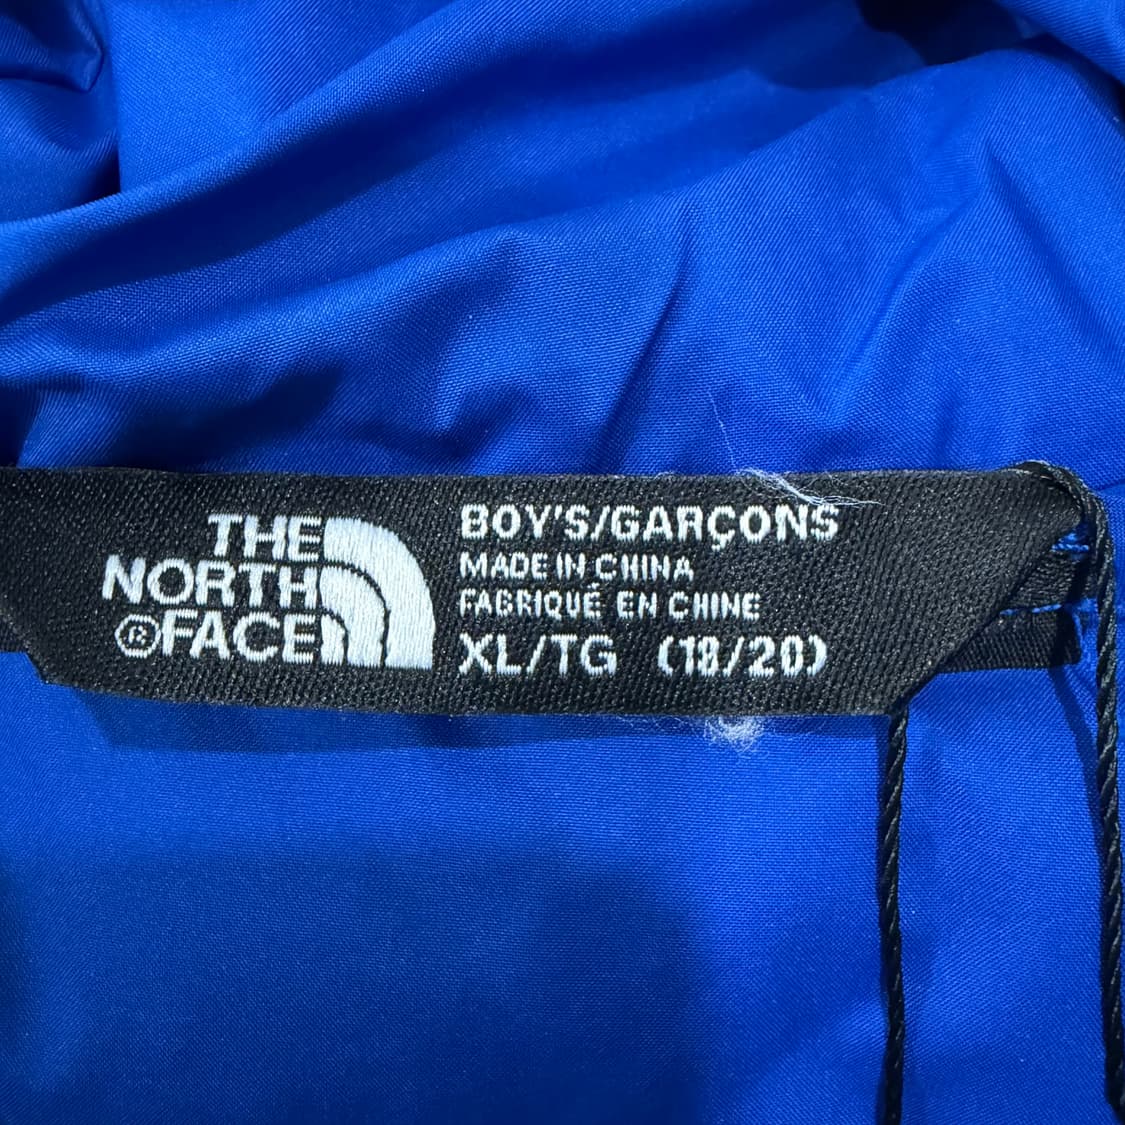 THE
NORTH
®FACE
BOY'S/GARÇONS
MADE IN CHINA
FABRIQUÉ EN CHINE
XL/TG (18/20)